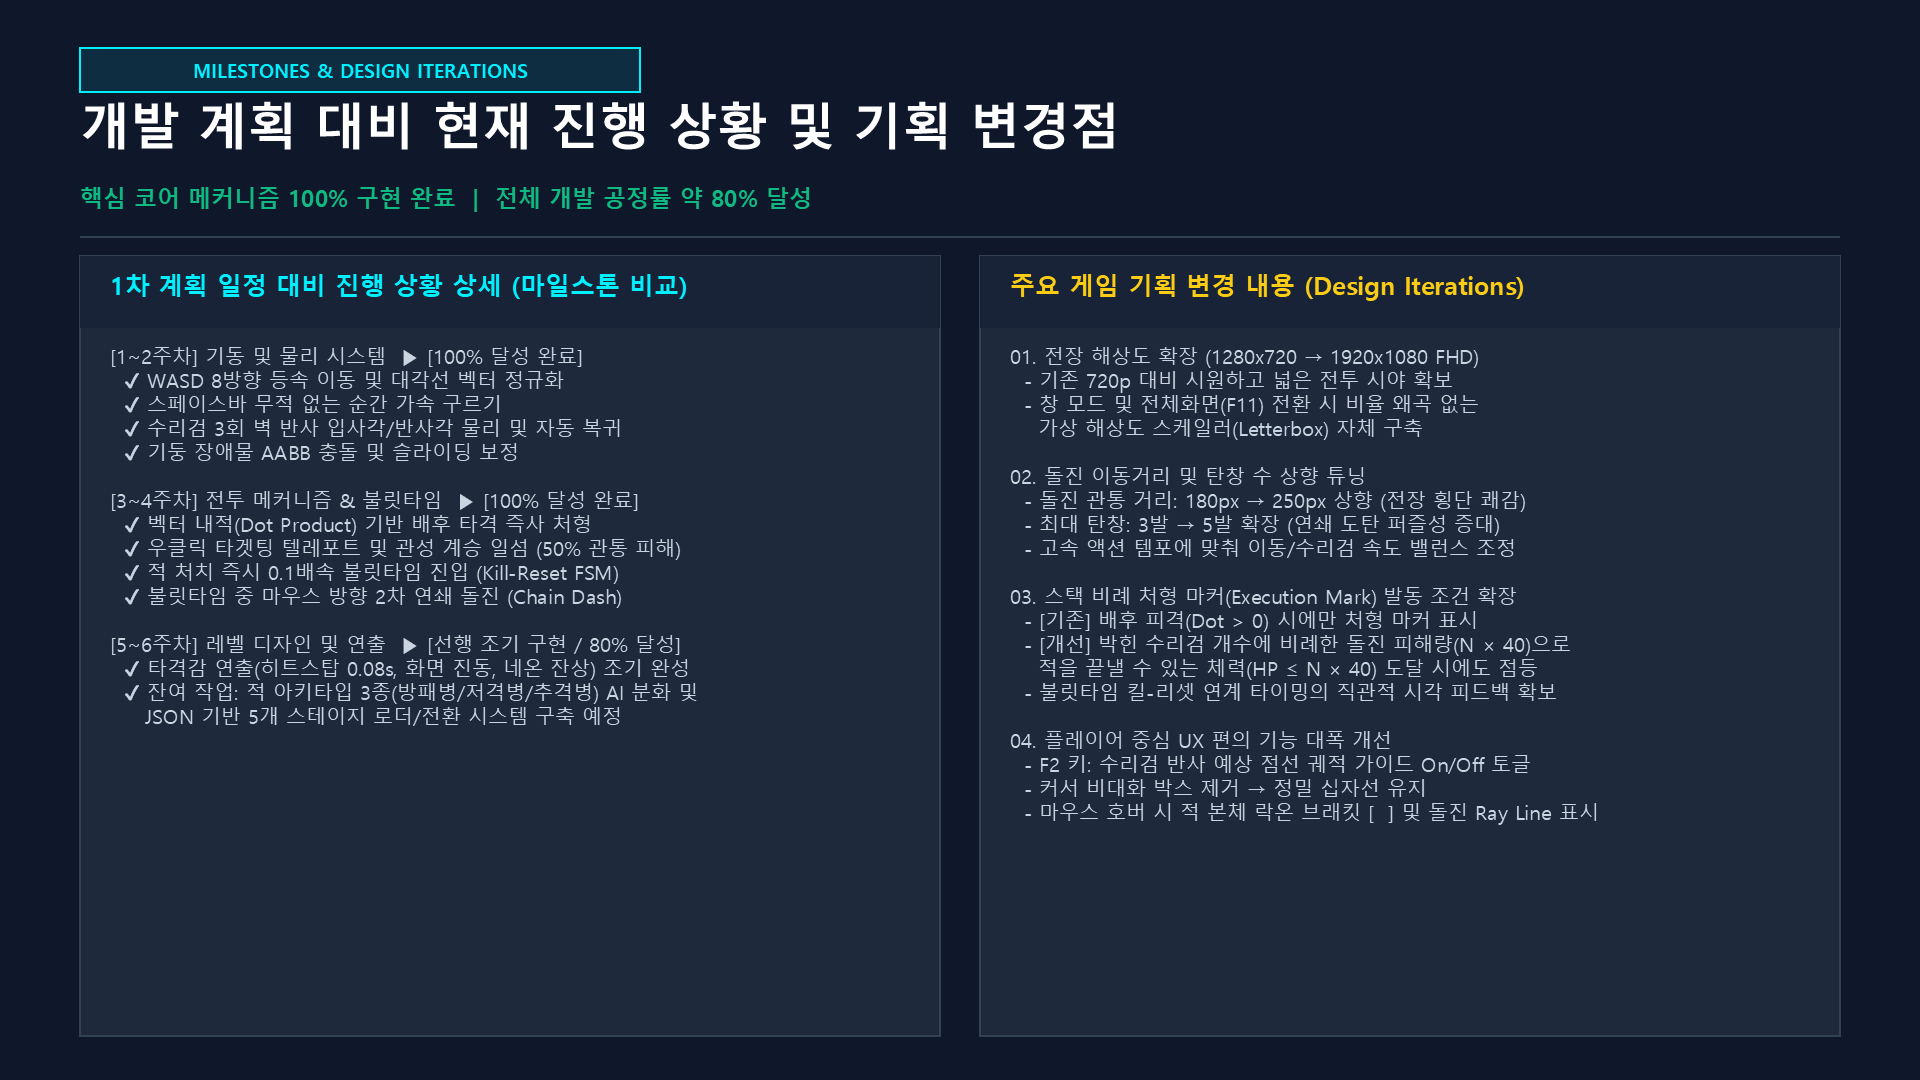 MILESTONES & DESIGN ITERATIONS
개발 계획 대비 현재 진행 상황 및 기획 변경점
핵심 코어 메커니즘 100% 구현 완료 | 전체 개발 공정률 약 80% 달성
1차 계획 일정 대비 진행 상황 상세 (마일스톤 비교)
[1~2주차] 기동 및 물리 시스템 ▶ [100% 달성 완료]
✔ WASD 8방향 등속 이동 및 대각선 벡터 정규화
✔ 스페이스바 무적 없는 순간 가속 구르기
✔ 수리검 3회 벽 반사 입사각/반사각 물리 및 자동 복귀
✔ 기둥 장애물 AABB 충돌 및 슬라이딩 보정
[3~4주차] 전투 메커니즘 & 불릿타임 ▶ [100% 달성 완료]
✔ 벡터 내적(Dot Product) 기반 배후 타격 즉사 처형
✔ 우클릭 타겟팅 텔레포트 및 관성 계승 일섬 (50% 관통 피해)
✔ 적 처치 즉시 0.1배속 불릿타임 진입 (Kill-Reset FSM)
✔ 불릿타임 중 마우스 방향 2차 연쇄 돌진 (Chain Dash)
[5~6주차] 레벨 디자인 및 연출 ▶ [선행 조기 구현 / 80% 달성]
✔ 타격감 연출(히트스탑 0.08s, 화면 진동, 네온 잔상) 조기 완성
✔ 잔여 작업: 적 아키타입 3종(방패병/저격병/추격병) AI 분화 및
JSON 기반 5개 스테이지 로더/전환 시스템 구축 예정
주요 게임 기획 변경 내용 (Design Iterations)
01. 전장 해상도 확장 (1280x720 → 1920x1080 FHD)
- 기존 720p 대비 시원하고 넓은 전투 시야 확보
- 창 모드 및 전체화면(F11) 전환 시 비율 왜곡 없는
가상 해상도 스케일러(Letterbox) 자체 구축
02. 돌진 이동거리 및 탄창 수 상향 튜닝
- 돌진 관통 거리: 180px → 250px 상향 (전장 횡단 쾌감)
- 최대 탄창: 3발 → 5발 확장 (연쇄 도탄 퍼즐성 증대)
- 고속 액션 템포에 맞춰 이동/수리검 속도 밸런스 조정
03. 스택 비례 처형 마커(Execution Mark) 발동 조건 확장
- [기존] 배후 피격(Dot > 0) 시에만 처형 마커 표시
- [개선] 박힌 수리검 개수에 비례한 돌진 피해량(N × 40)으로
적을 끝낼 수 있는 체력(HP ≤ N × 40) 도달 시에도 점등
- 불릿타임 킬-리셋 연계 타이밍의 직관적 시각 피드백 확보
04. 플레이어 중심 UX 편의 기능 대폭 개선
- F2 키: 수리검 반사 예상 점선 궤적 가이드 On/Off 토글
- 커서 비대화 박스 제거 → 정밀 십자선 유지
- 마우스 호버 시 적 본체 락온 브래킷 [ ] 및 돌진 Ray Line 표시